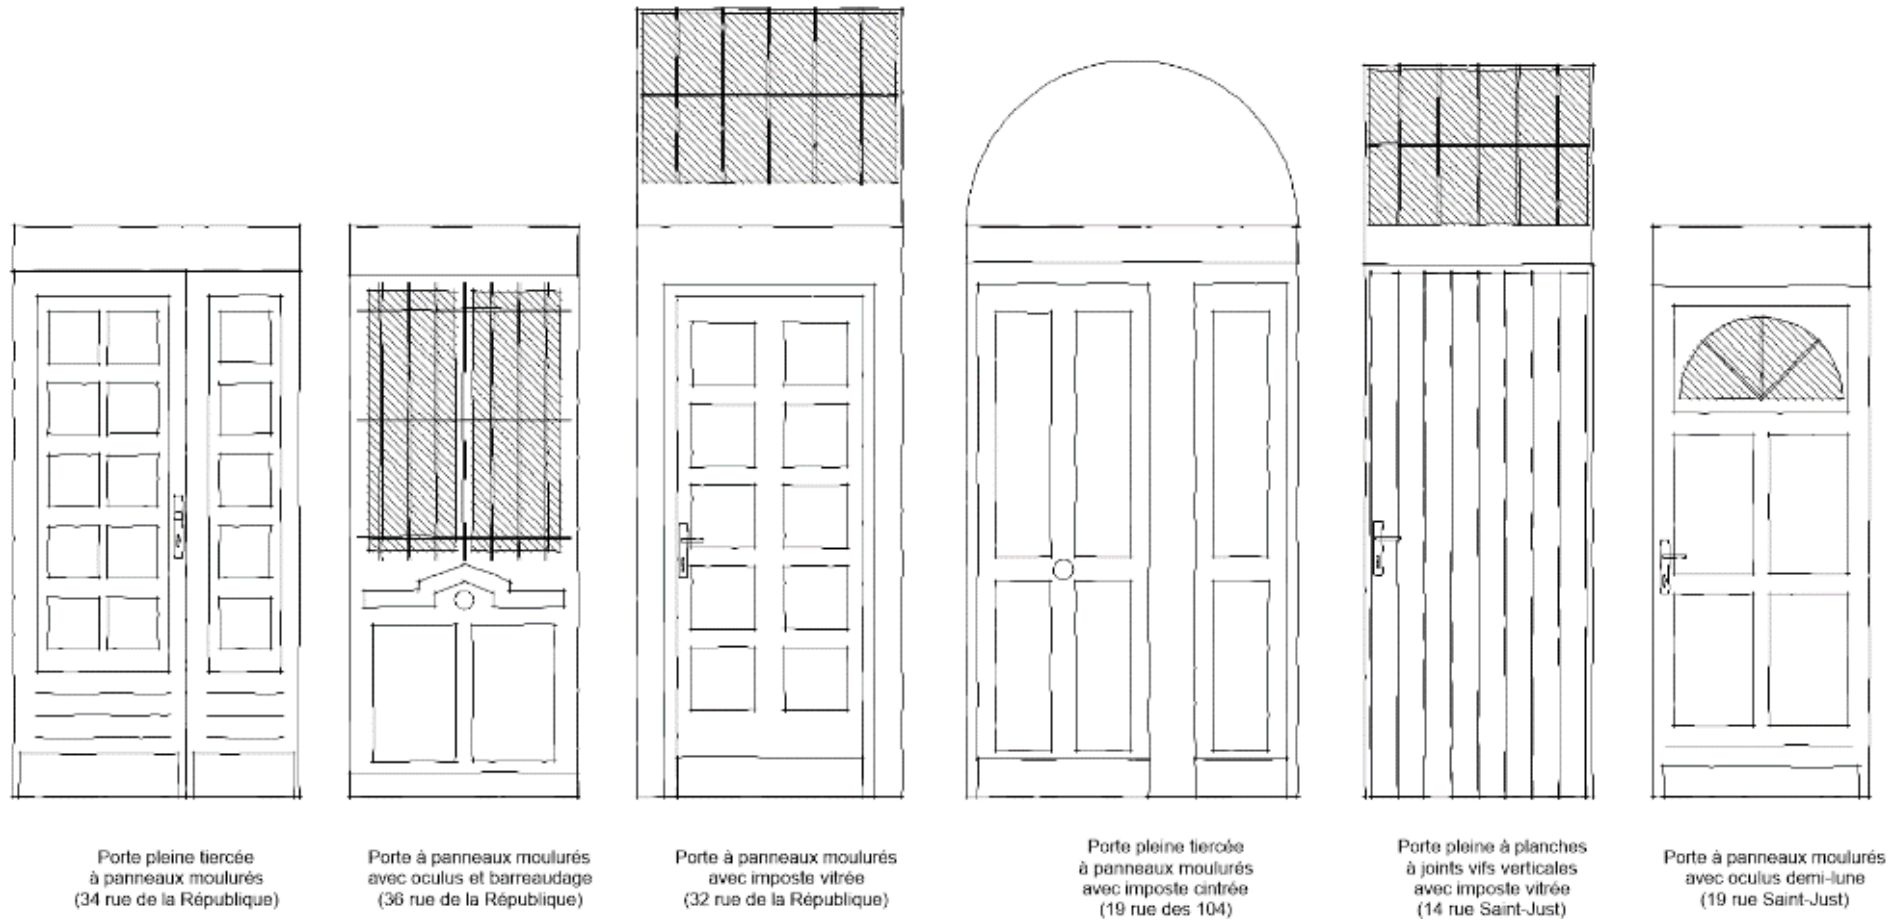 Porte pleine tiercée
à panneaux moulurés
(34 rue de la République)
Porte à panneaux moulurés
avec oculus et barreaudage
(36 rue de la République)
Porte à panneaux moulurés
avec imposte vitrée
(32 rue de la République)
Porte pleine tiercée
à panneaux moulurés
avec imposte cintrée
(19 rue des 104)
Porte pleine à planches
à joints vifs verticales
avec imposte vitrée
(14 rue Saint-Just)
Porte à panneaux moulurés
avec oculus demi-lune
(19 rue Saint-Just)